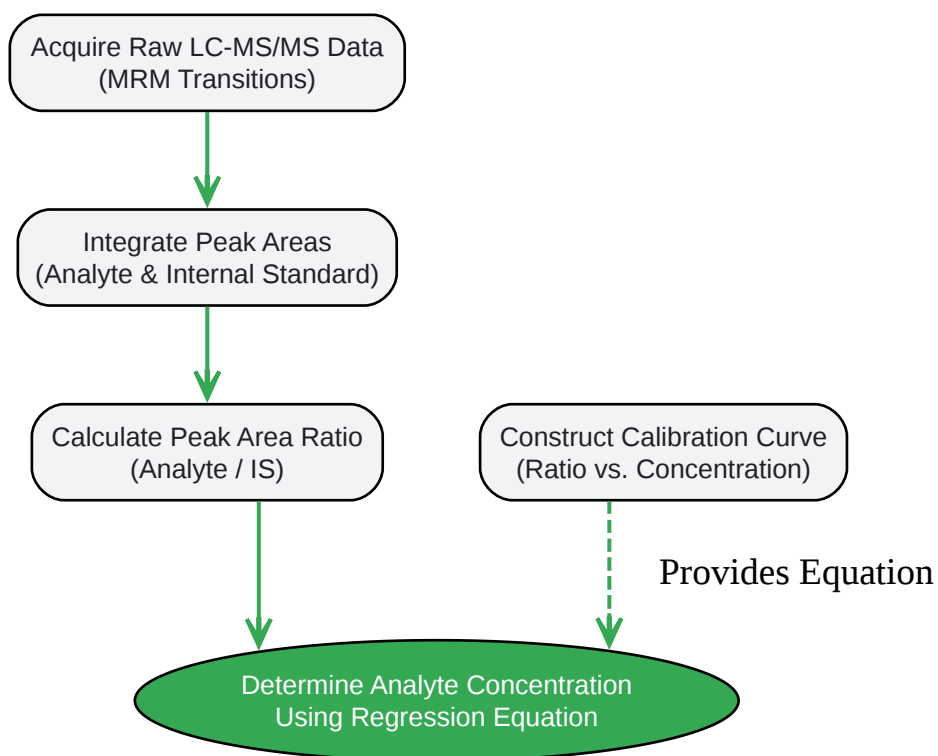 Acquire Raw LC-MS/MS Data
(MRM Transitions)
Integrate Peak Areas
(Analyte & Internal Standard)
Calculate Peak Area Ratio
(Analyte / IS)
Construct Calibration Curve
(Ratio vs. Concentration)
Provides Equation
Determine Analyte Concentration
Using Regression Equation